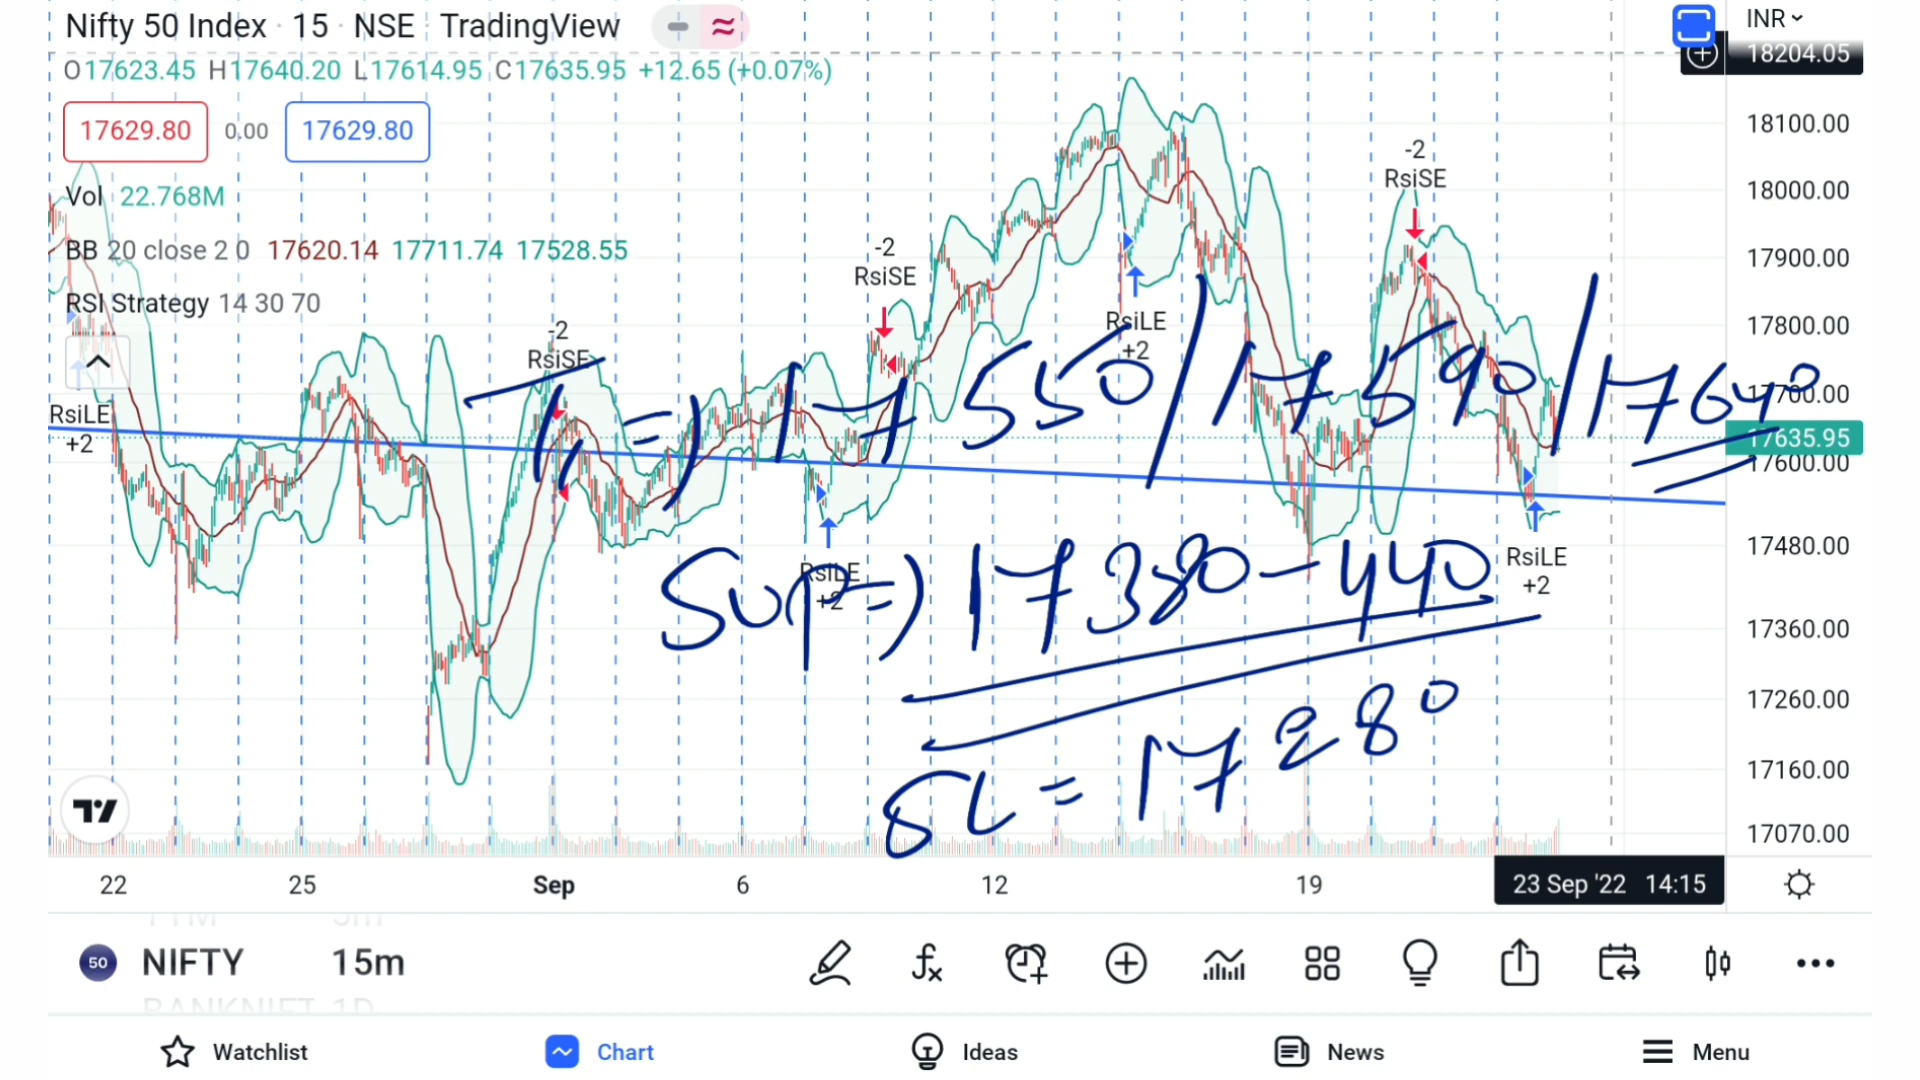 Nifty 50 Index · 15 · NSE TradingView
INR
18204.05
O17623.45 H17640.20 L17614.95 C17635.95 +12.65 (+0.07%)
17629.80 0.00 17629.80
Vol 22.768M
BB 20 close 2 0 17620.14 17711.74 17528.55
RSI Strategy 14 30 70
RsiLE
+2
-2
RsiSE
-2
RsiSE
RsiLE
+2
-2
RsiSE
RsiLE
+2
RsiLE
+2
18100.00
18000.00
17900.00
17800.00
17700.00
17635.95
17600.00
17480.00
17360.00
17260.00
17160.00
17070.00
=) 17550/17590/17640
Sup=) 17380-440
SL = 17280
22 25 Sep 6 12 19 23 Sep '22 14:15
50 NIFTY 15m
BANKNIFT 1D
Watchlist Chart Ideas News Menu